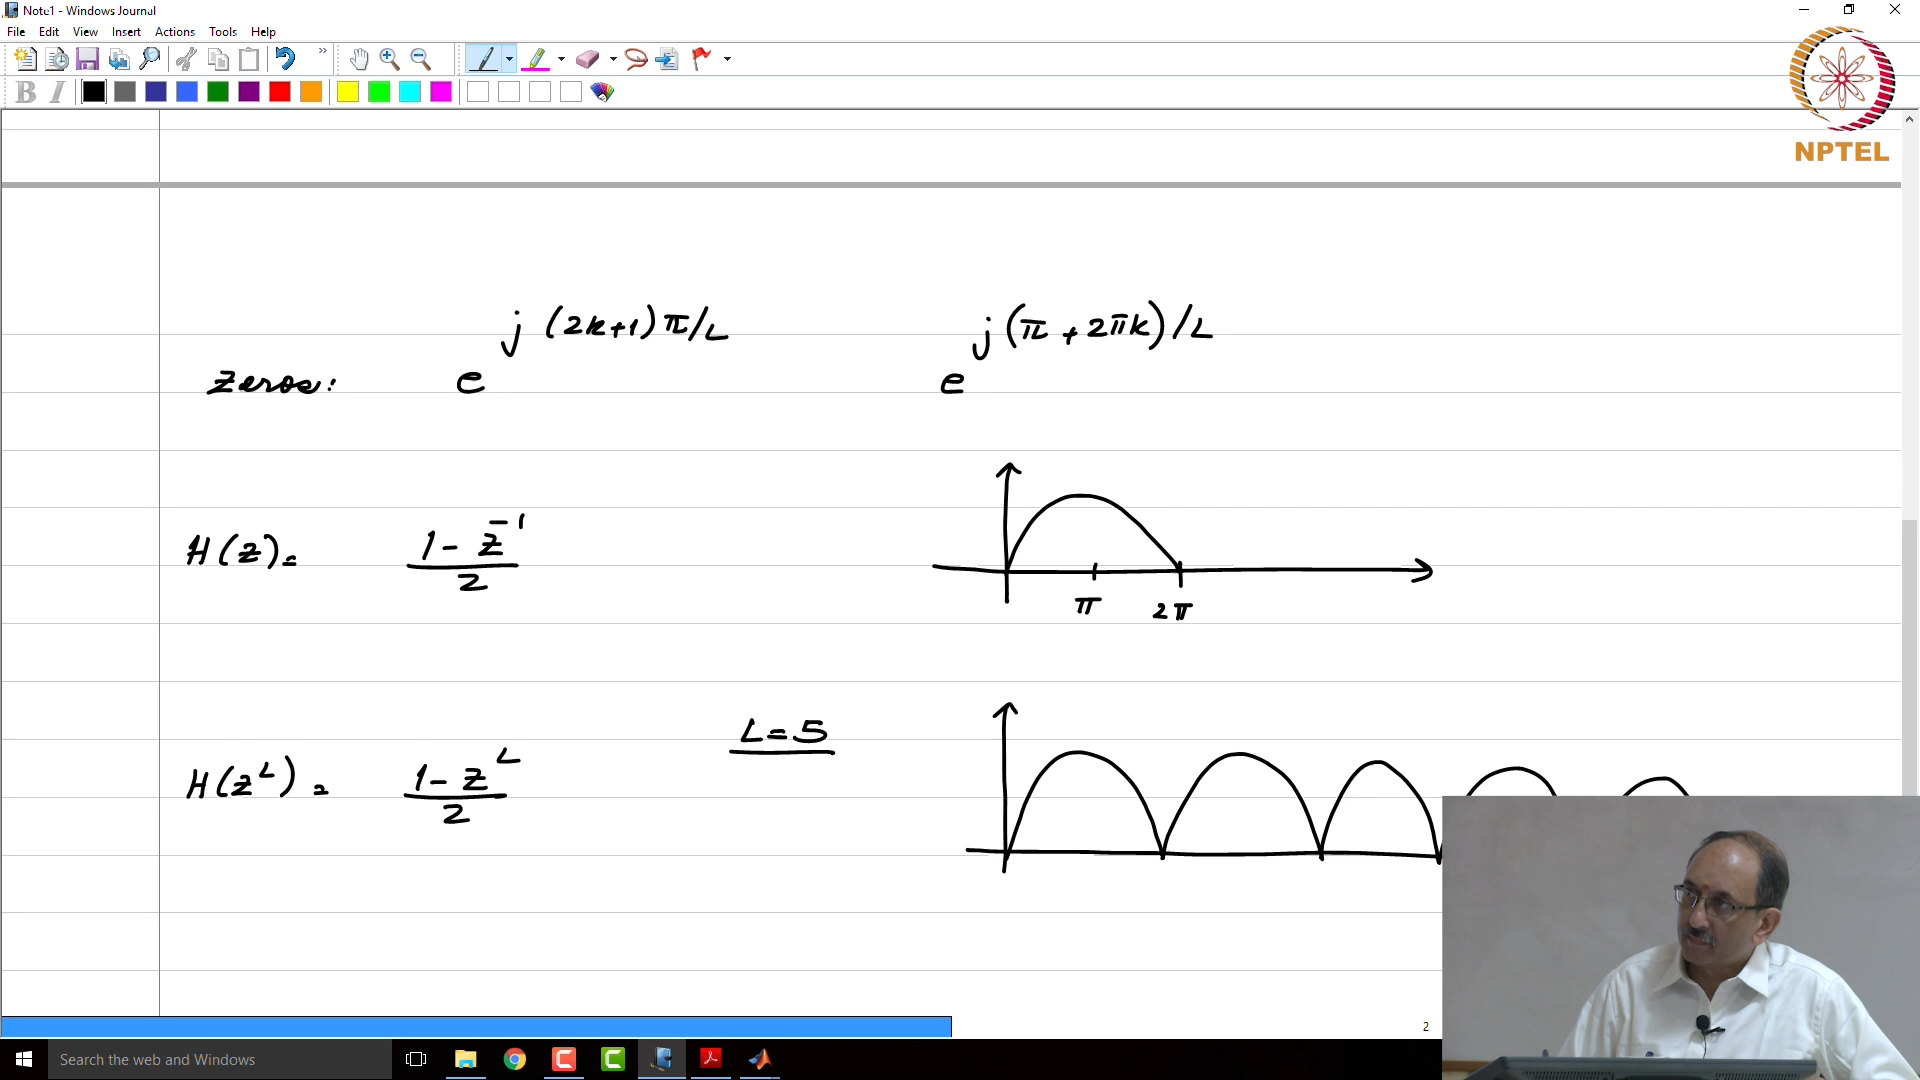 Note1 - Windows Journal
File Edit View Insert Actions Tools Help
B I
NPTEL
Zeros: e^{j(2k+1)π/L} e^{j(π+2πk)/L}
H(z)= (1 - z^{-1})/2
π 2π
L=5
H(z^L) = (1 - z^L)/2
2
Search the web and Windows